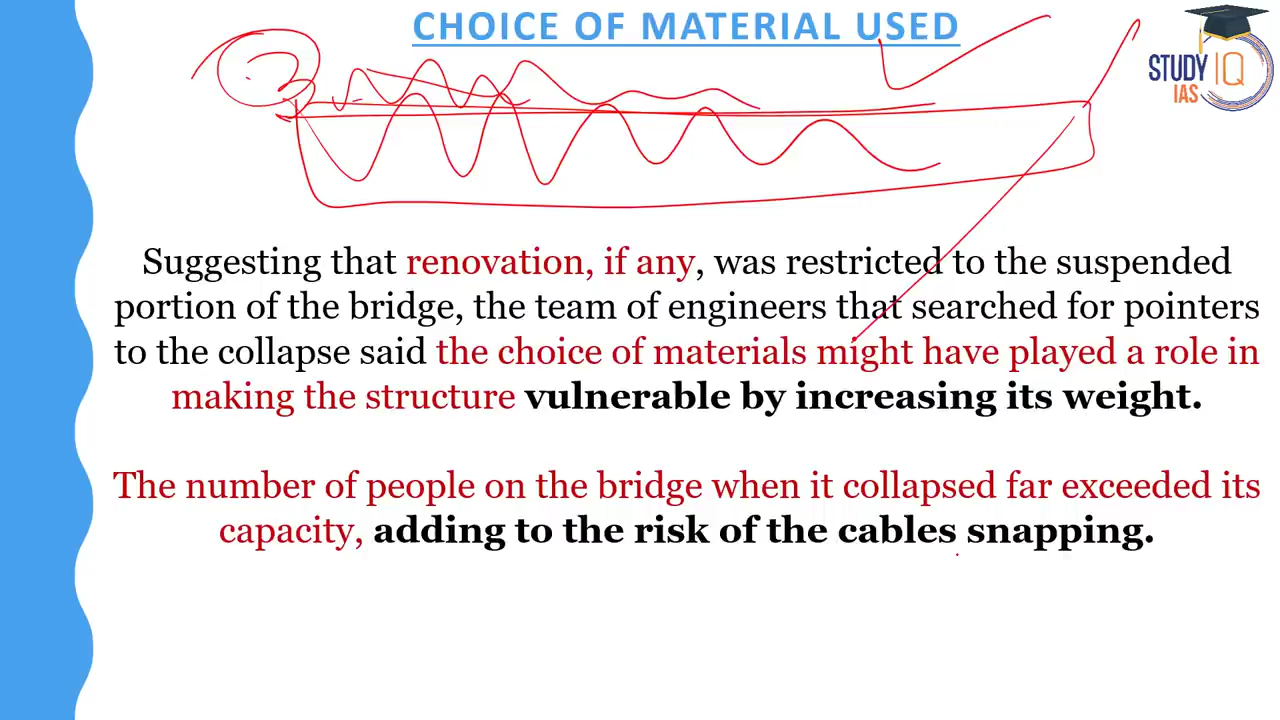 CHOICE OF MATERIAL USED
STUDY IQ
IAS
Suggesting that renovation, if any, was restricted to the suspended
portion of the bridge, the team of engineers that searched for pointers
to the collapse said the choice of materials might have played a role in
making the structure vulnerable by increasing its weight.
The number of people on the bridge when it collapsed far exceeded its
capacity, adding to the risk of the cables snapping.